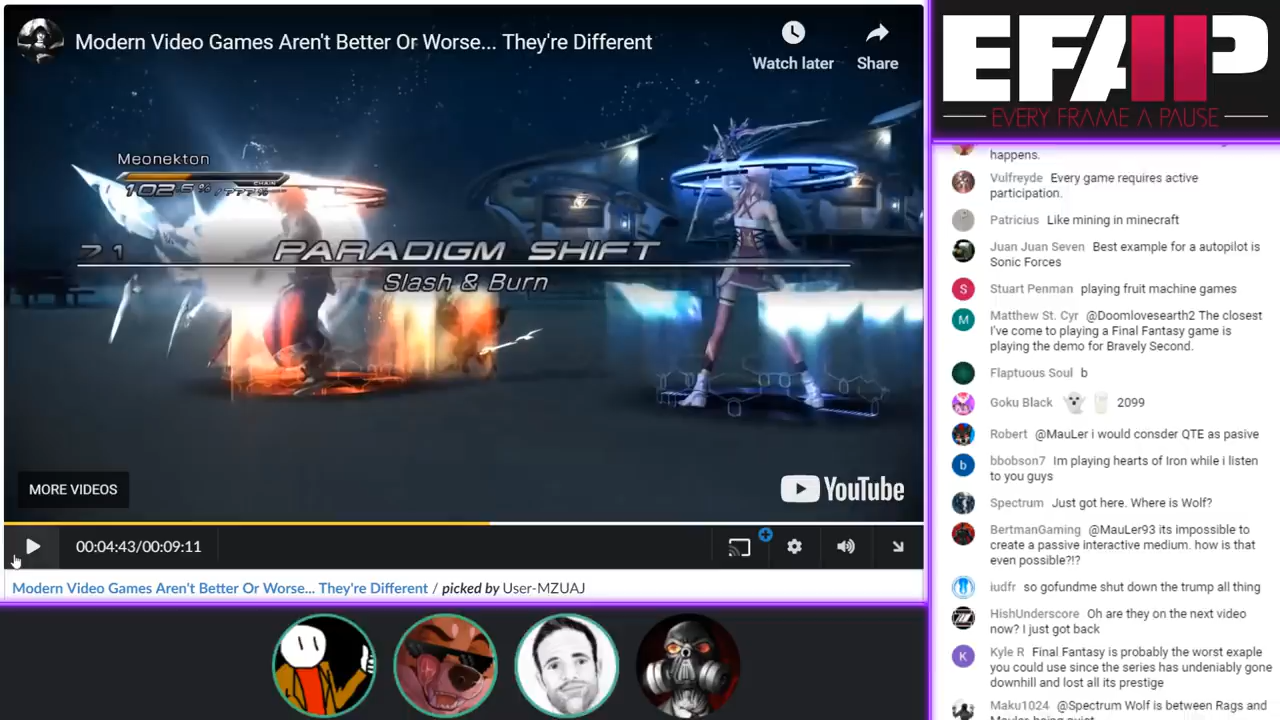 Modern Video Games Aren't Better Or Worse... They're Different
Watch later
Share
Meonekton
CHAIN
71
PARADIGM SHIFT
Slash & Burn
MORE VIDEOS
YouTube
00:04:43/00:09:11
Modern Video Games Aren't Better Or Worse... They're Different / picked by User-MZUAJ
EFAP
EVERY FRAME A PAUSE
happens.
Vulfreyde Every game requires active
participation.
Patricius Like mining in minecraft
Juan Juan Seven Best example for a autopilot is
Sonic Forces
S
Stuart Penman playing fruit machine games
M
Matthew St. Cyr @Doomlovesearth2 The closest
I've come to playing a Final Fantasy game is
playing the demo for Bravely Second.
Flaptuous Soul b
Goku Black 2099
Robert @MauLer i would consder QTE as pasive
b
bbobson7 Im playing hearts of Iron while i listen
to you guys
Spectrum Just got here. Where is Wolf?
BertmanGaming @MauLer93 its impossible to
create a passive interactive medium. how is that
even possible?!?
iudfr so gofundme shut down the trump all thing
HishUnderscore Oh are they on the next video
now? I just got back
K
Kyle R Final Fantasy is probably the worst exaple
you could use since the series has undeniably gone
downhill and lost all its prestige
Maku1024 @Spectrum Wolf is between Rags and